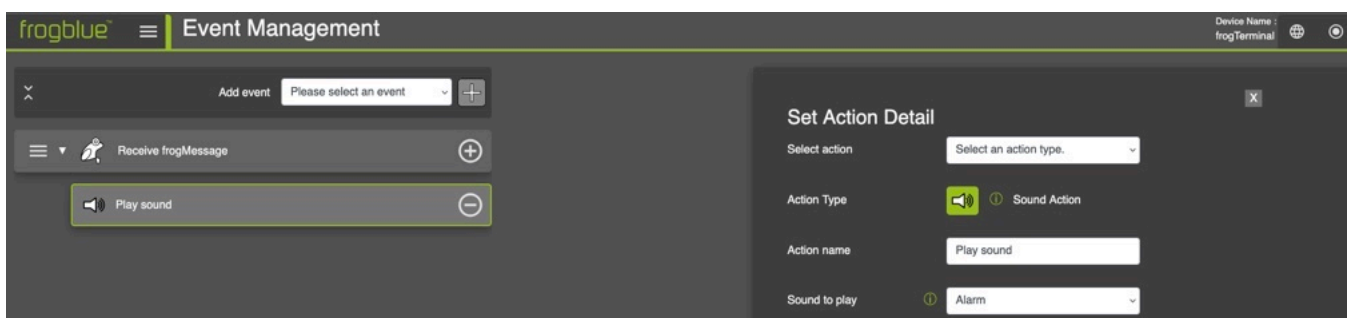 frogblue™
Event Management
Device Name :
frogTerminal
Add event
Please select an event
Receive frogMessage
Play sound
X
Set Action Detail
Select action
Select an action type.
Action Type
Sound Action
Action name
Play sound
Sound to play
Alarm